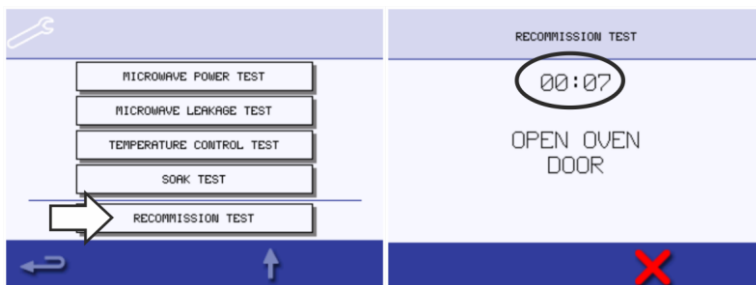 MICROWAVE POWER TEST
MICROWAVE LEAKAGE TEST
TEMPERATURE CONTROL TEST
SOAK TEST
RECOMMISSION TEST
RECOMMISSION TEST
00:07
OPEN OVEN
DOOR